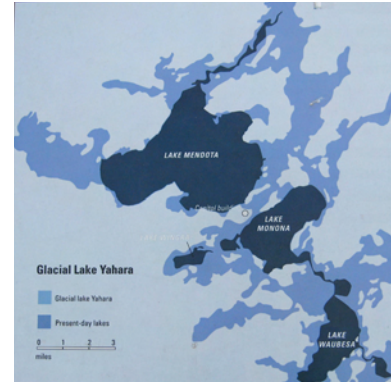 LAKE MENDOTA
Capitol building
LAKE
MONONA
Glacial Lake Yahara
Glacial lake Yahara
Present-day lakes
0 1 2 3
miles
LAKE
WAUBESA